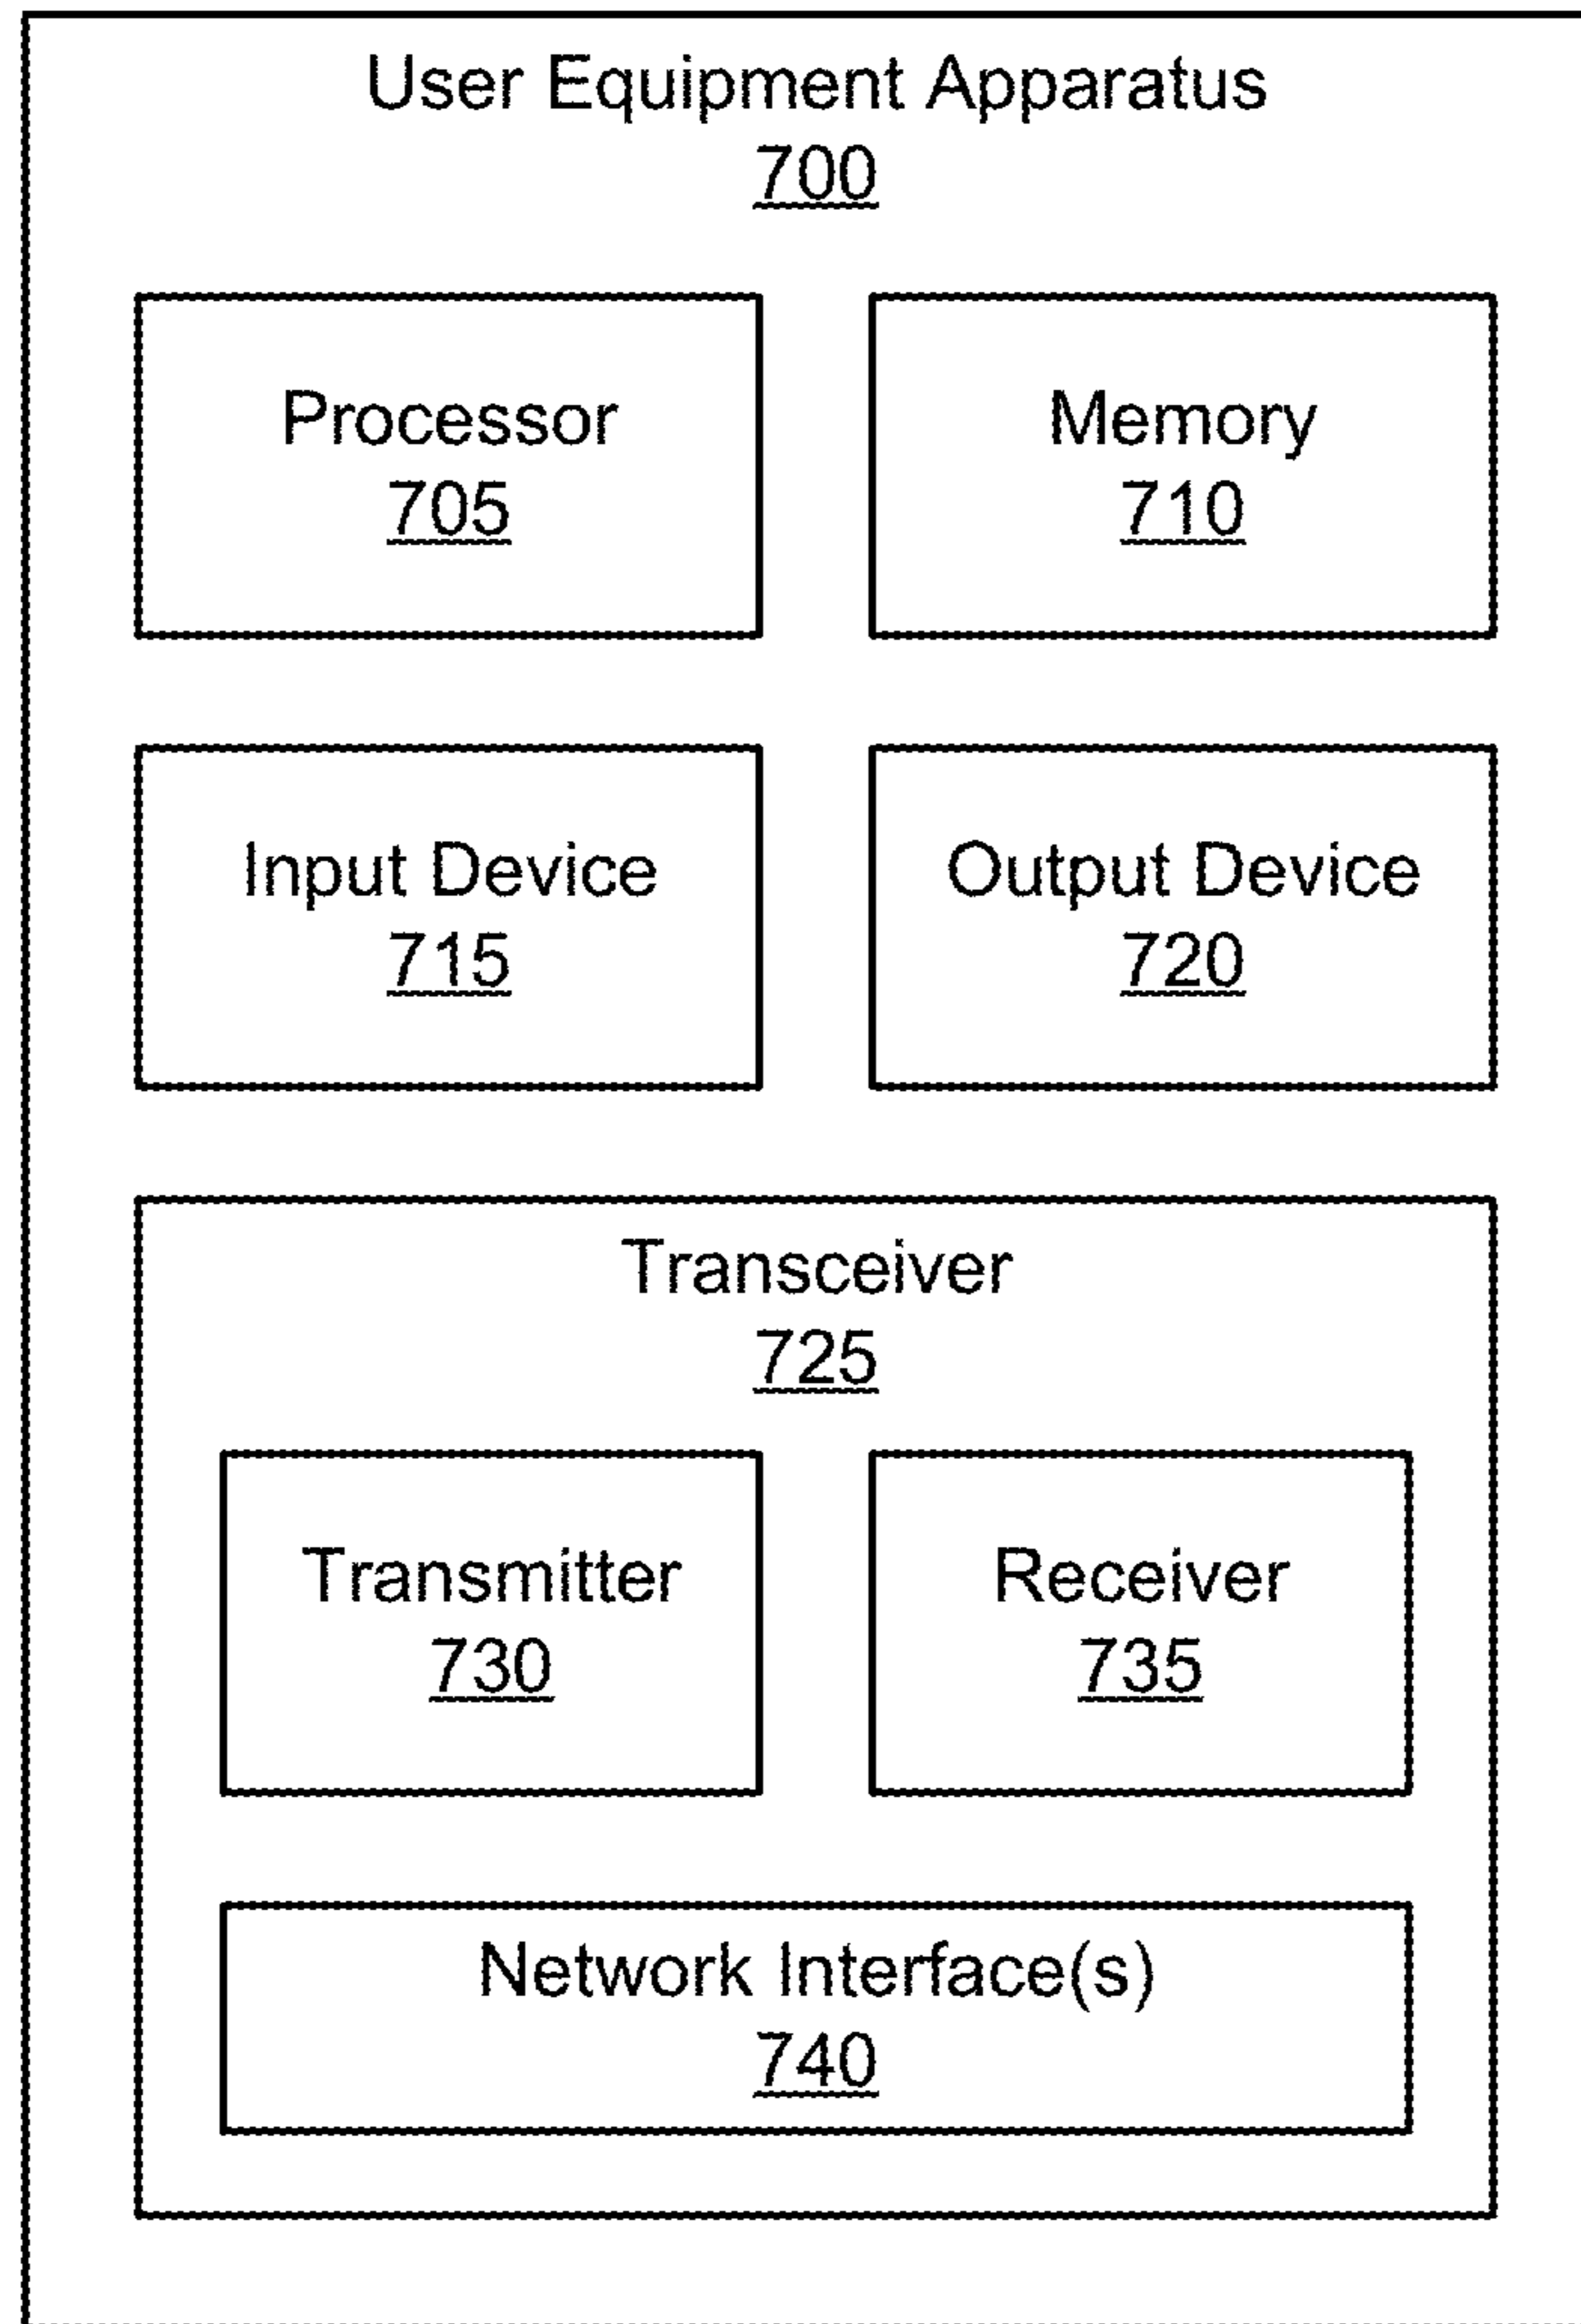 User Equipment Apparatus
700
Processor
705
Memory
710
Input Device
715
Output Device
720
Transceiver
725
Transmitter
730
Receiver
735
Network Interface(s)
740